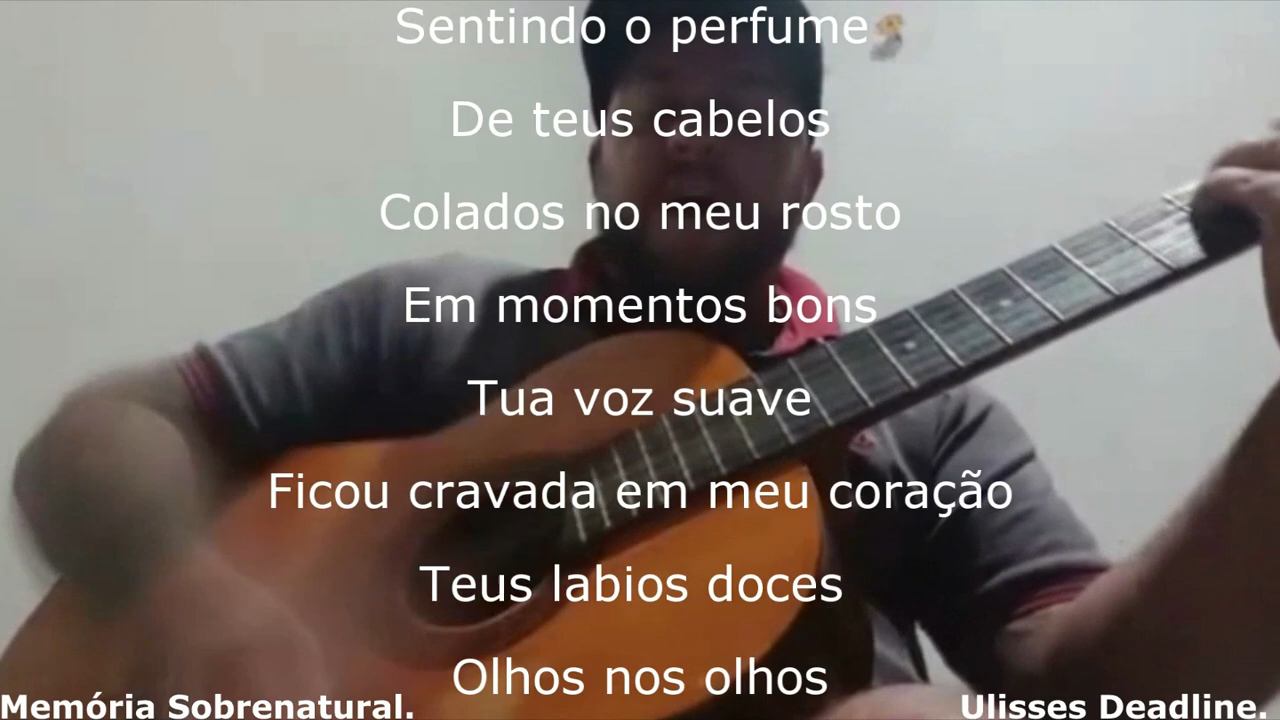 Sentindo o perfume
De teus cabelos
Colados no meu rosto
Em momentos bons
Tua voz suave
Ficou cravada em meu coração
Teus labios doces
Olhos nos olhos
Memória Sobrenatural.
Ulisses Deadline.